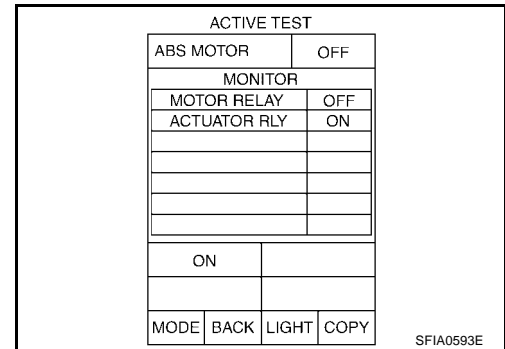 ACTIVE TEST
ABS MOTOR OFF
MONITOR
MOTOR RELAY OFF
ACTUATOR RLY ON
ON
MODE BACK LIGHT COPY
SFIA0593E